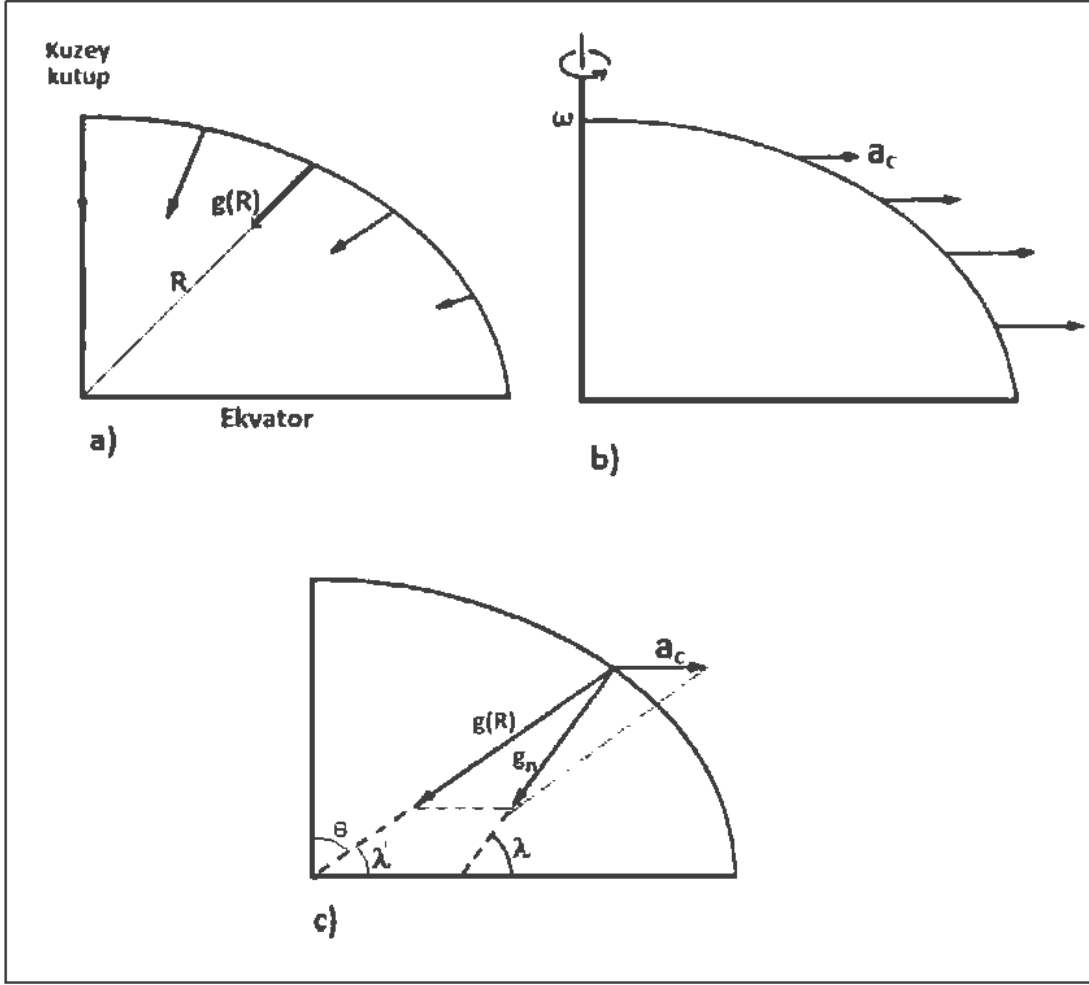 Kuzey
kutup
g(R)
R
Ekvator
a)
ω
a_c
b)
a_c
g(R)
g_n
θ
λ'
λ
c)